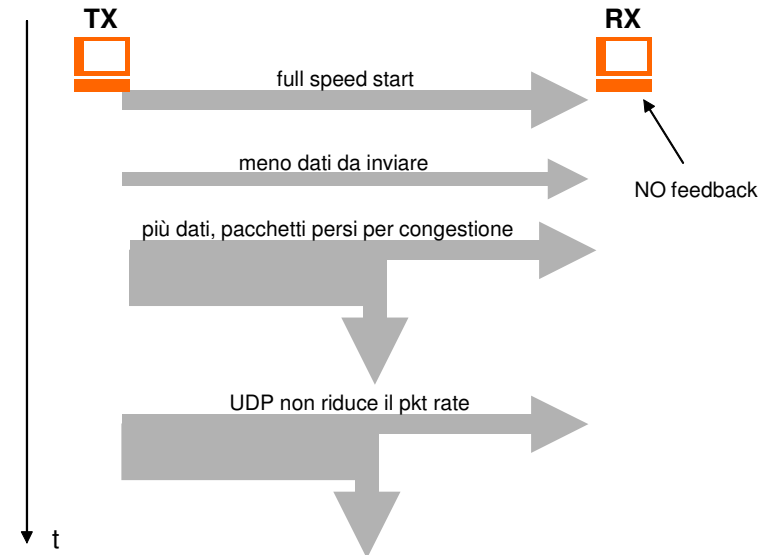 TX
RX
full speed start
meno dati da inviare
NO feedback
più dati, pacchetti persi per congestione
UDP non riduce il pkt rate
t